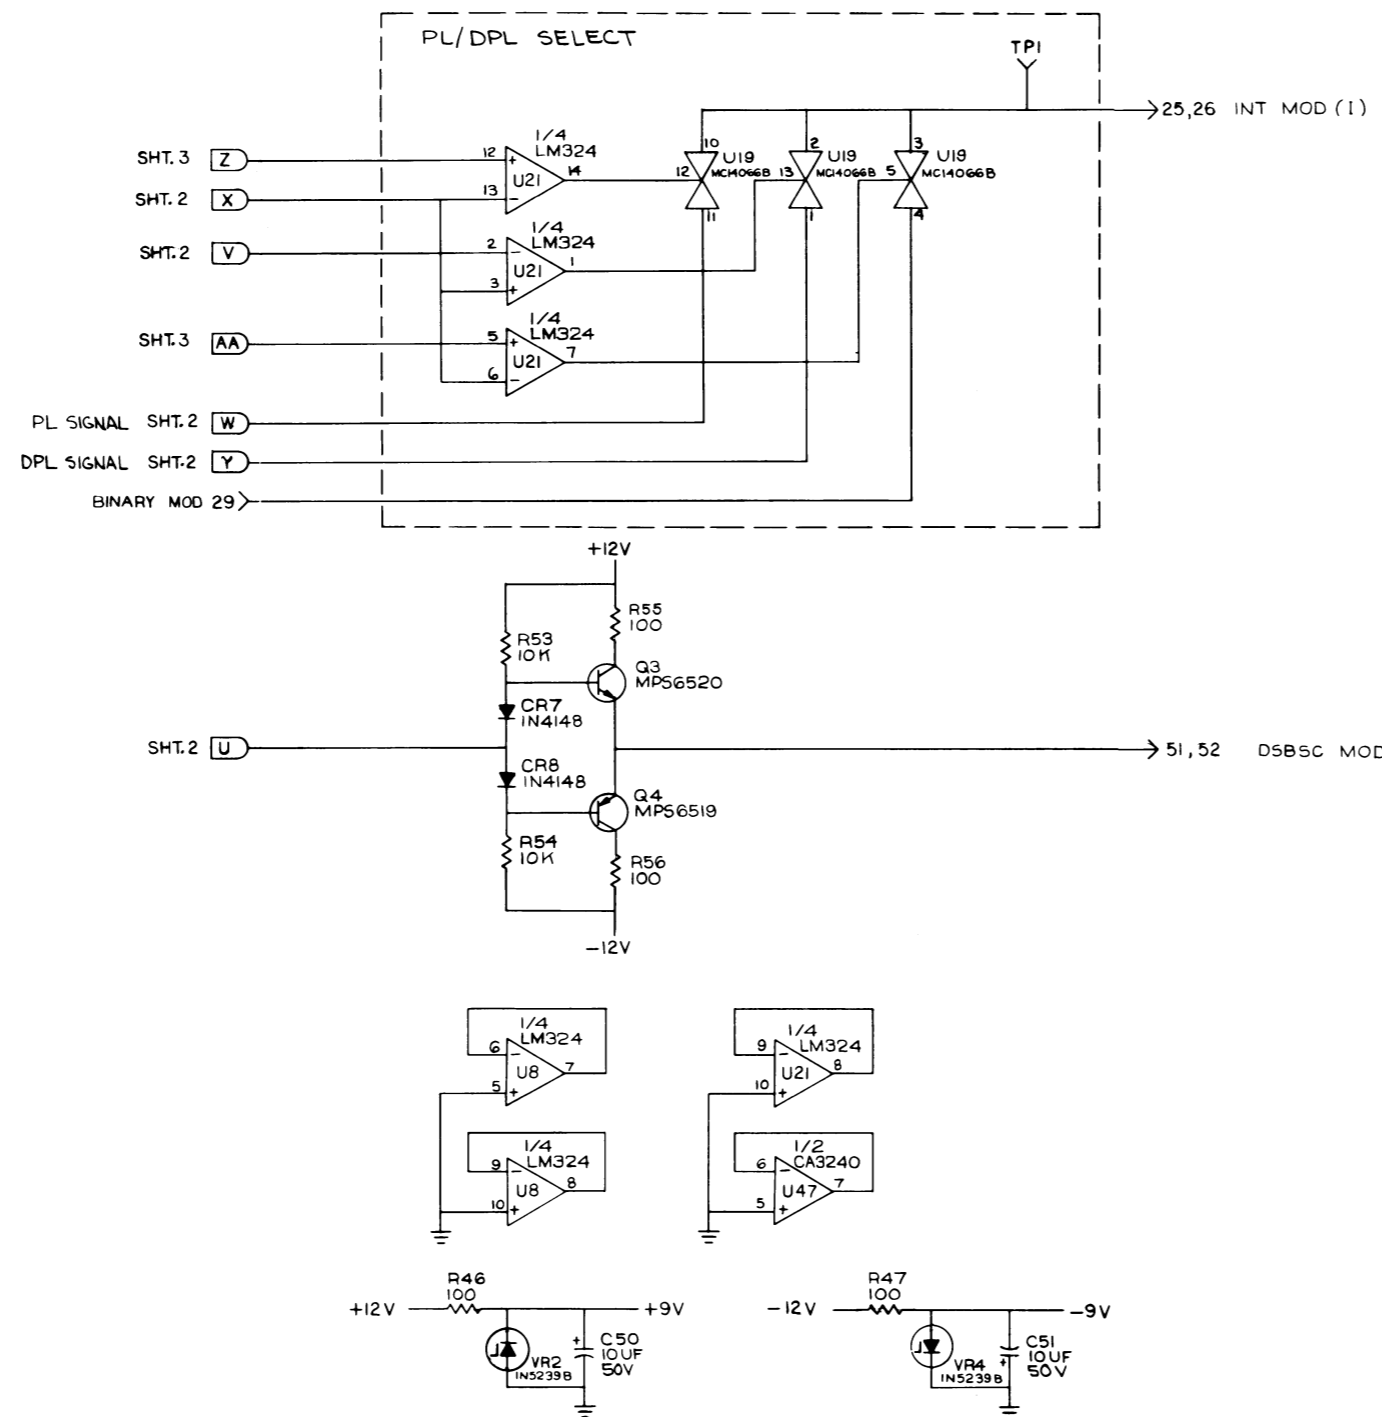 PL/DPL SELECT
TP1
25,26 INT MOD (I)
1/4
LM324
SHT.3 Z
12
+
U21
14
SHT.2 X
13
−
12
10
U19
MC14066B
11
13
2
U19
MC14066B
1
5
3
U19
MC14066B
4
1/4
LM324
SHT.2 V
2
−
U21
1
3
+
1/4
LM324
SHT.3 AA
5
+
U21
7
6
−
PL SIGNAL SHT.2 W
DPL SIGNAL SHT.2 Y
BINARY MOD 29
+12V
R55
100
R53
10K
Q3
MPS6520
CR7
1N4148
SHT.2 U
51,52 DSBSC MOD
CR8
1N4148
Q4
MPS6519
R54
10K
R56
100
−12V
1/4
LM324
6
−
U8
7
5
+
1/4
LM324
9
−
U21
8
10
+
1/4
LM324
9
−
U8
8
10
+
1/2
CA3240
6
−
U47
7
5
+
R46
100
+12V
+9V
+
C50
10UF
50V
VR2
1N5239B
R47
100
−12V
−9V
C51
10UF
50V
+
VR4
1N5239B